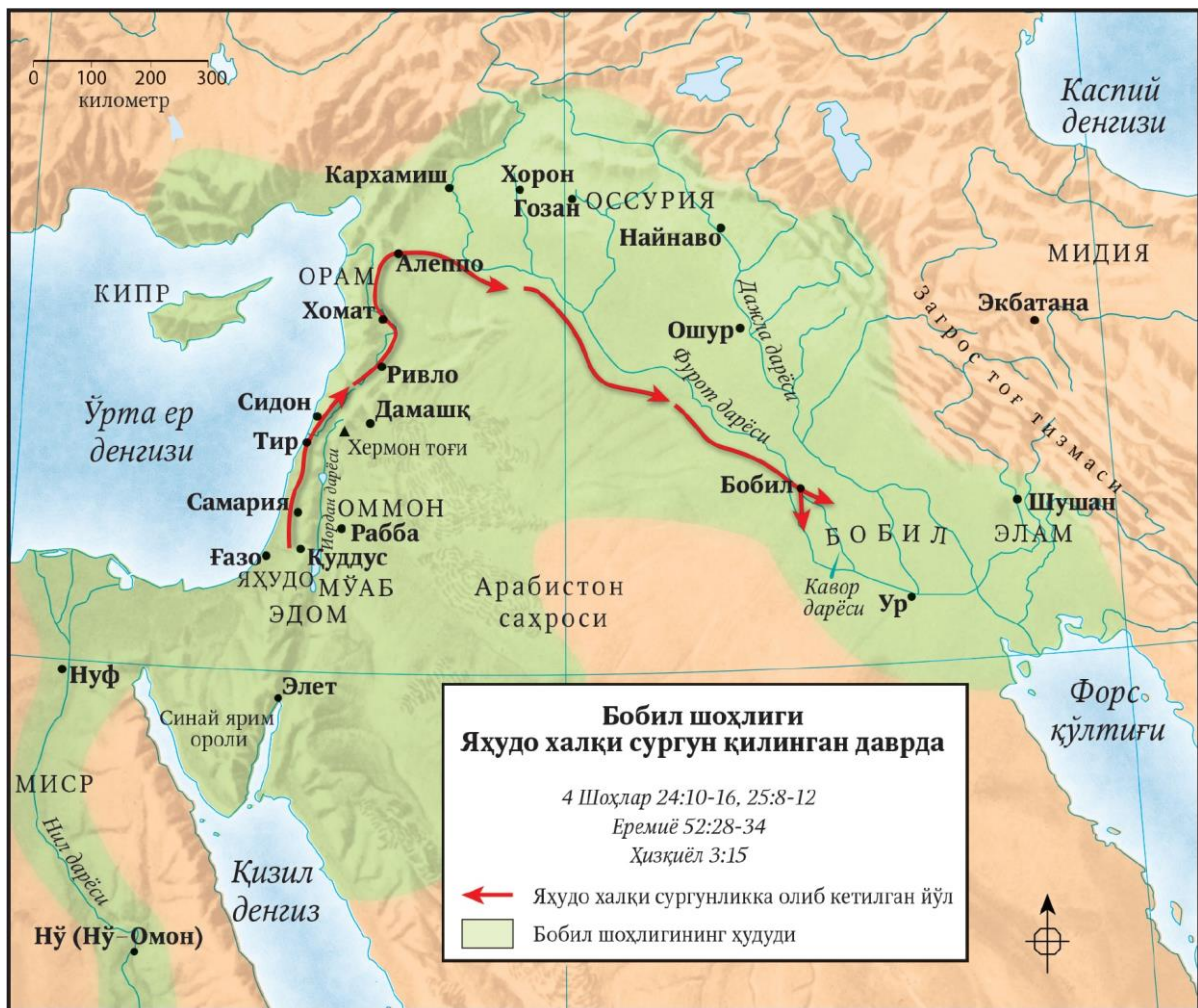 0 100 200 300
километр
Каспий
денгизи
Кархамиш
Хорон
Гозан
ОССУРИЯ
Найнаво
МИДИЯ
Алеппо
ОРАМ
КИПР
Хомат
Экбатана
Загрос тоғ тизмаси
Дажла дарёси
Ошур
Ривло
Фурот дарёси
Сидон
Дамашқ
Ўрта ер
денгизи
Тир
Хермон тоғи
Иордан дарёси
Бобил
Шушан
Самария
ОММОН
Рабба
БОБИЛ
ЭЛАМ
Ғазо
Қуддус
ЯҲУДО
МЎАБ
ЭДОМ
Арабистон
саҳроси
Кавор
дарёси
Ур
Нуф
Элет
Синай ярим
ороли
Форс
қўлтиғи
МИСР
Нил дарёси
Қизил
денгиз
Нў (Нў–Омон)
Бобил шоҳлиги
Яҳудо халқи сургун қилинган даврда
4 Шоҳлар 24:10-16, 25:8-12
Еремиё 52:28-34
Ҳизқиёл 3:15
Яҳудо халқи сургунликка олиб кетилган йўл
Бобил шоҳлигининг ҳудуди